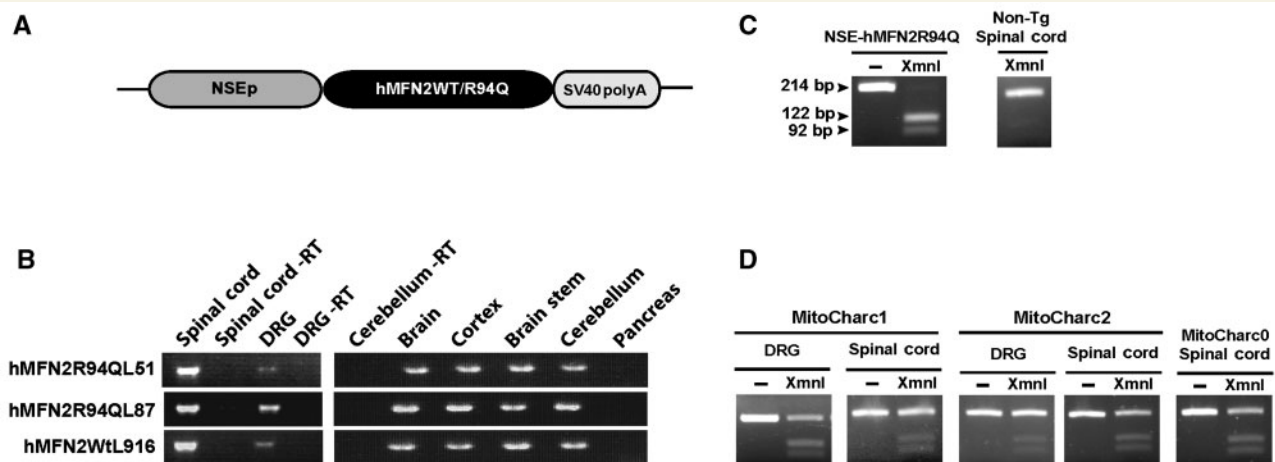 A
NSEp
hMFN2WT/R94Q
SV40 polyA
C
NSE-hMFN2R94Q
– XmnI
Non-Tg
Spinal cord
XmnI
214 bp
122 bp
92 bp
B
Spinal cord
Spinal cord -RT
DRG
DRG -RT
Cerebellum -RT
Brain
Cortex
Brain stem
Cerebellum
Pancreas
hMFN2R94QL51
hMFN2R94QL87
hMFN2WtL916
D
MitoCharc1
DRG Spinal cord
– XmnI – XmnI
MitoCharc2
DRG Spinal cord
– XmnI – XmnI
MitoCharc0
Spinal cord
– XmnI